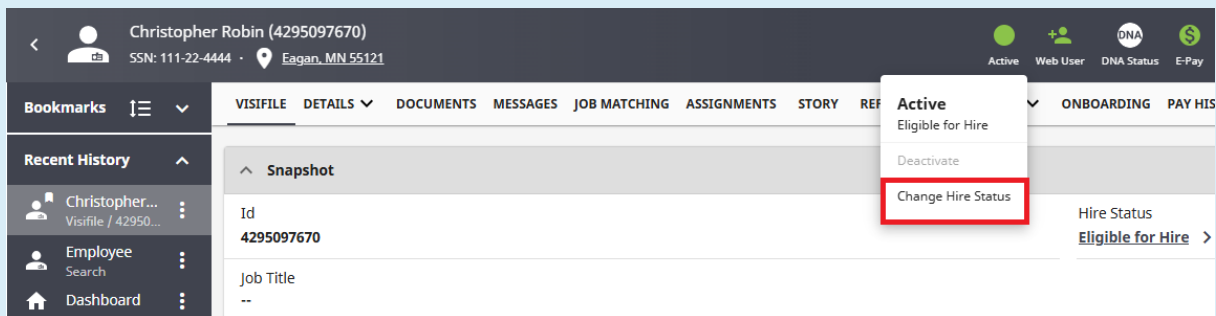 Christopher Robin (4295097670)
SSN: 111-22-4444 · Eagan, MN 55121
Active Web User DNA DNA Status $ E-Pay
Bookmarks
VISIFILE DETAILS DOCUMENTS MESSAGES JOB MATCHING ASSIGNMENTS STORY REF ONBOARDING PAY HIS
Active
Eligible for Hire
Deactivate
Change Hire Status
Recent History
Christopher...
Visifile / 42950...
Employee
Search
Dashboard
Snapshot
Id
4295097670
Hire Status
Eligible for Hire
Job Title
--